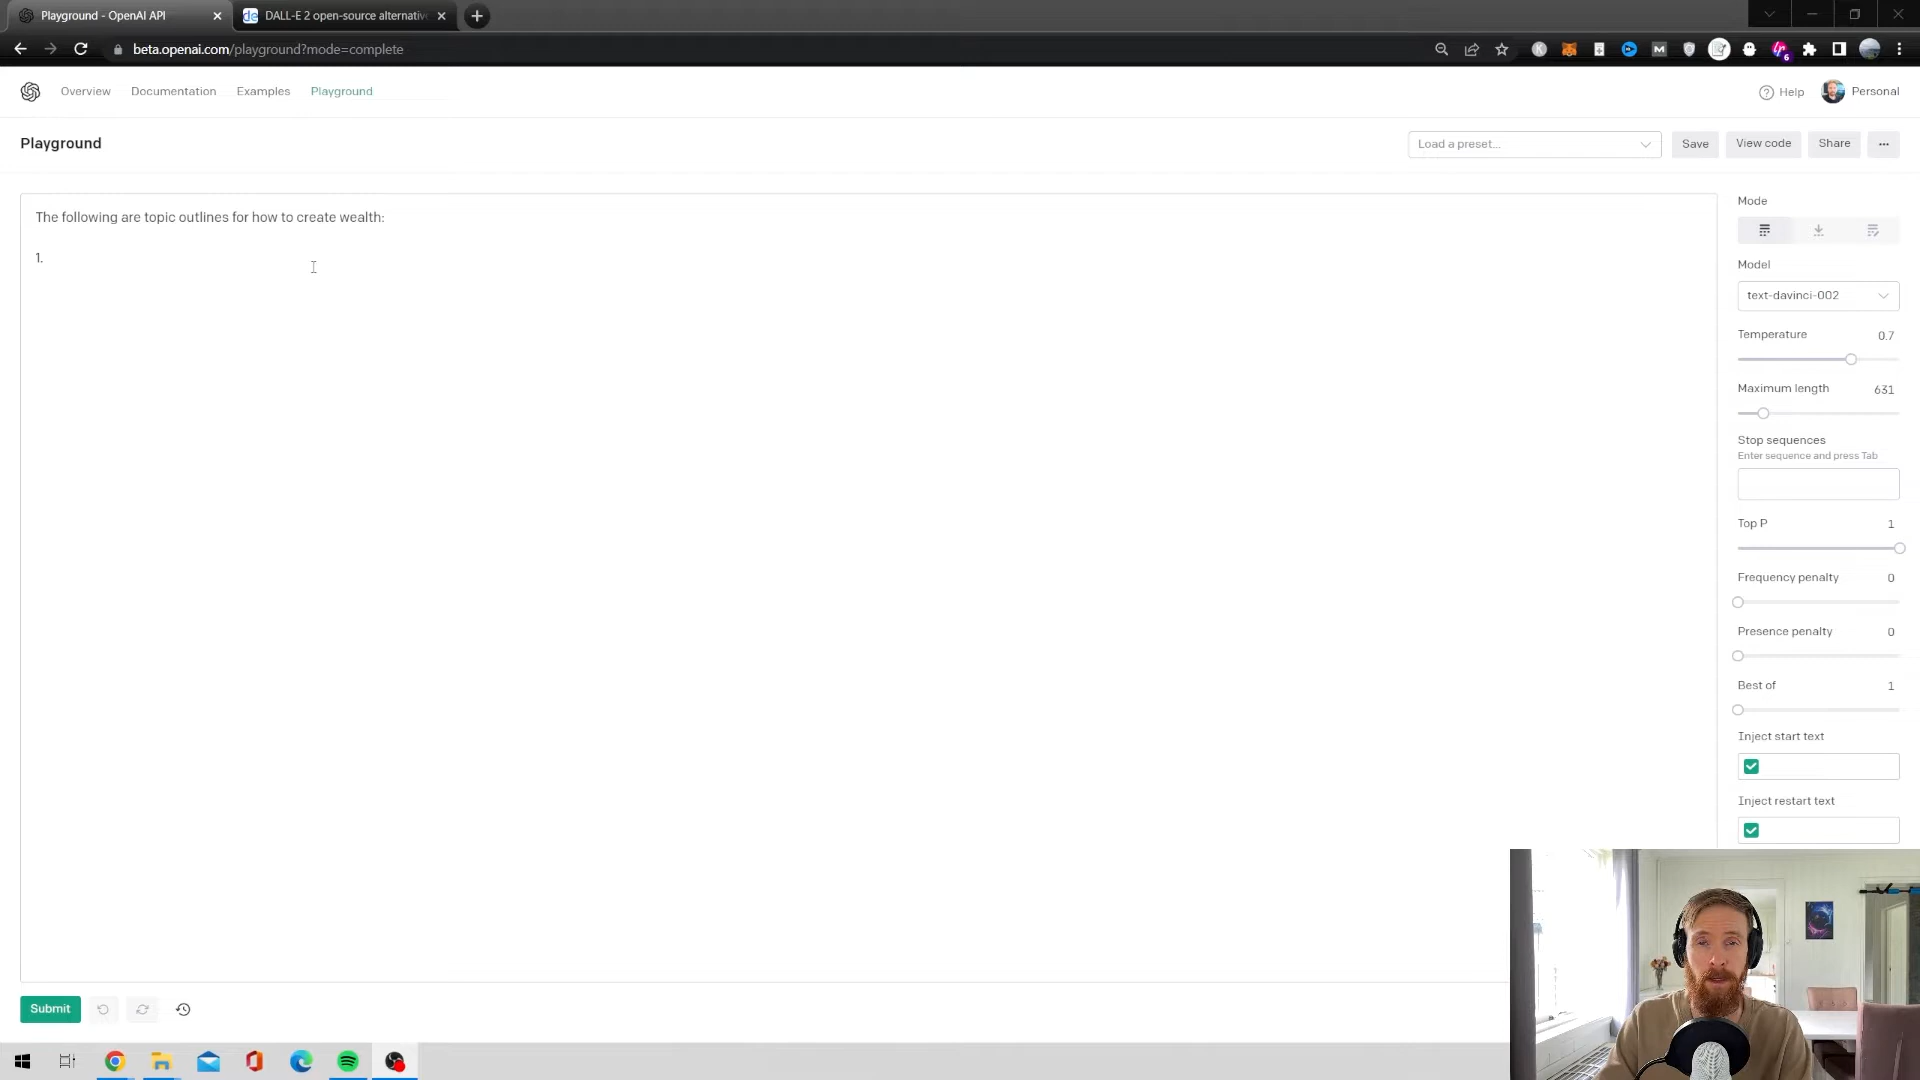 Playground - OpenAI API
DALL-E 2 open-source alternativ
beta.openai.com/playground?mode=complete
6
Overview
Documentation
Examples
Playground
Help
Personal
Playground
Load a preset...
Save
View code
Share
...
The following are topic outlines for how to create wealth:
1.
Mode
Model
text-davinci-002
Temperature
0.7
Maximum length
631
Stop sequences
Enter sequence and press Tab
Top P
1
Frequency penalty
0
Presence penalty
0
Best of
1
Inject start text
Inject restart text
Submit